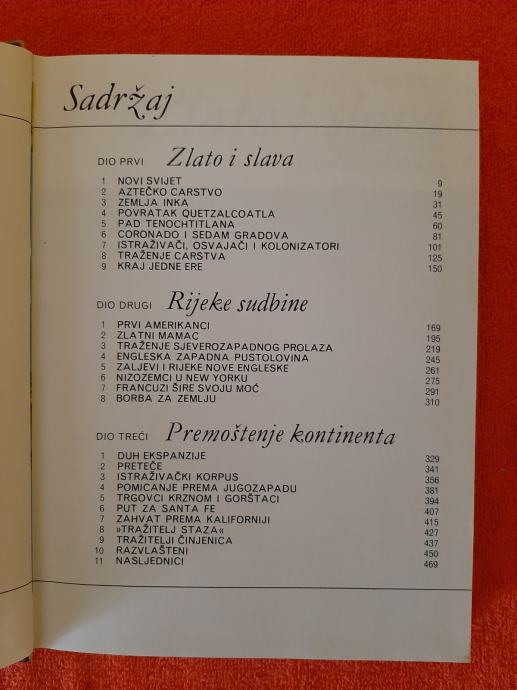 Sadržaj
DIO PRVI Zlato i slava
1 NOVI SVIJET 9
2 AZTEČKO CARSTVO 19
3 ZEMLJA INKA 31
4 POVRATAK QUETZALCOATLA 45
5 PAD TENOCHTITLANA 60
6 CORONADO I SEDAM GRADOVA 81
7 ISTRAŽIVAČI, OSVAJAČI I KOLONIZATORI 101
8 TRAŽENJE CARSTVA 125
9 KRAJ JEDNE ERE 150
DIO DRUGI Rijeke sudbine
1 PRVI AMERIKANCI 169
2 ZLATNI MAMAC 195
3 TRAŽENJE SJEVEROZAPADNOG PROLAZA 219
4 ENGLESKA ZAPADNA PUSTOLOVINA 245
5 ZALJEVI I RIJEKE NOVE ENGLESKE 261
6 NIZOZEMCI U NEW YORKU 275
7 FRANCUZI ŠIRE SVOJU MOĆ 291
8 BORBA ZA ZEMLJU 310
DIO TREĆI Premoštenje kontinenta
1 DUH EKSPANZIJE 329
2 PRETEČE 341
3 ISTRAŽIVAČKI KORPUS 356
4 POMICANJE PREMA JUGOZAPADU 381
5 TRGOVCI KRZNOM I GORŠTACI 394
6 PUT ZA SANTA FE 407
7 ZAHVAT PREMA KALIFORNIJI 415
8 »TRAŽITELJ STAZA« 427
9 TRAŽITELJI ČINJENICA 437
10 RAZVLAŠTENI 450
11 NASLJEDNICI 469